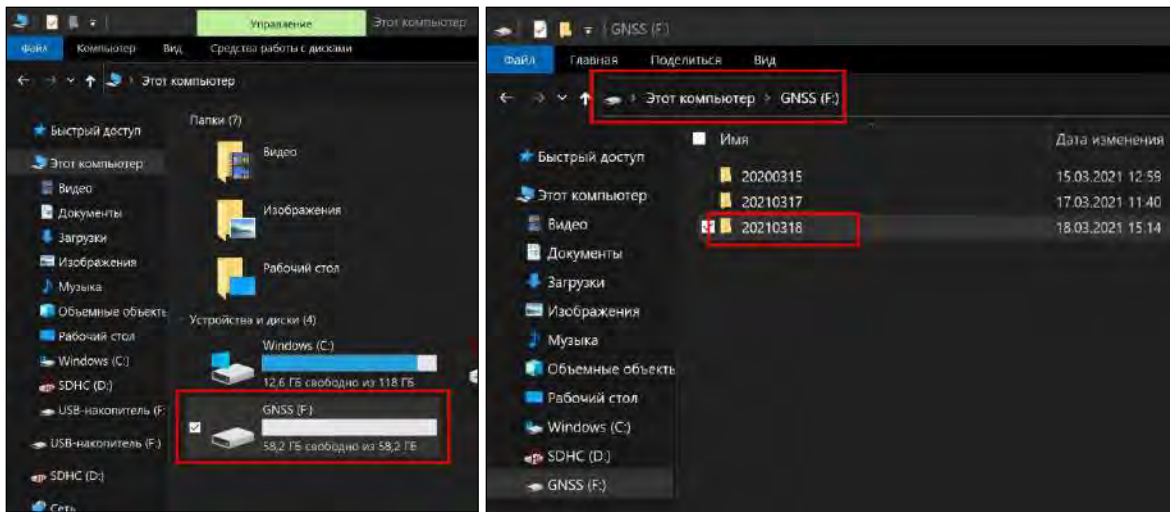 Управление
Этот компьютер
Файл
Компьютер
Вид
Средства работы с дисками
Этот компьютер
Быстрый доступ
Этот компьютер
Видео
Документы
Загрузки
Изображения
Музыка
Объемные объекть
Рабочий стол
Windows (C:)
SDHC (D:)
USB-накопитель (F:
USB-накопитель (F:)
SDHC (D:)
Сеть
Папки (7)
Видео
Изображения
Рабочий стол
Устройства и диски (4)
Windows (C:)
12,6 ГБ свободно из 118 ГБ
GNSS (F:)
58,2 ГБ свободно из 58,2 ГБ
GNSS (F:)
Файл
Главная
Поделиться
Вид
Этот компьютер > GNSS (F:)
Быстрый доступ
Этот компьютер
Видео
Документы
Загрузки
Изображения
Музыка
Объемные объекть
Рабочий стол
Windows (C:)
SDHC (D:)
GNSS (F:)
Имя
Дата изменения
20200315
15.03.2021 12:59
20210317
17.03.2021 11:40
20210318
18.03.2021 15:14